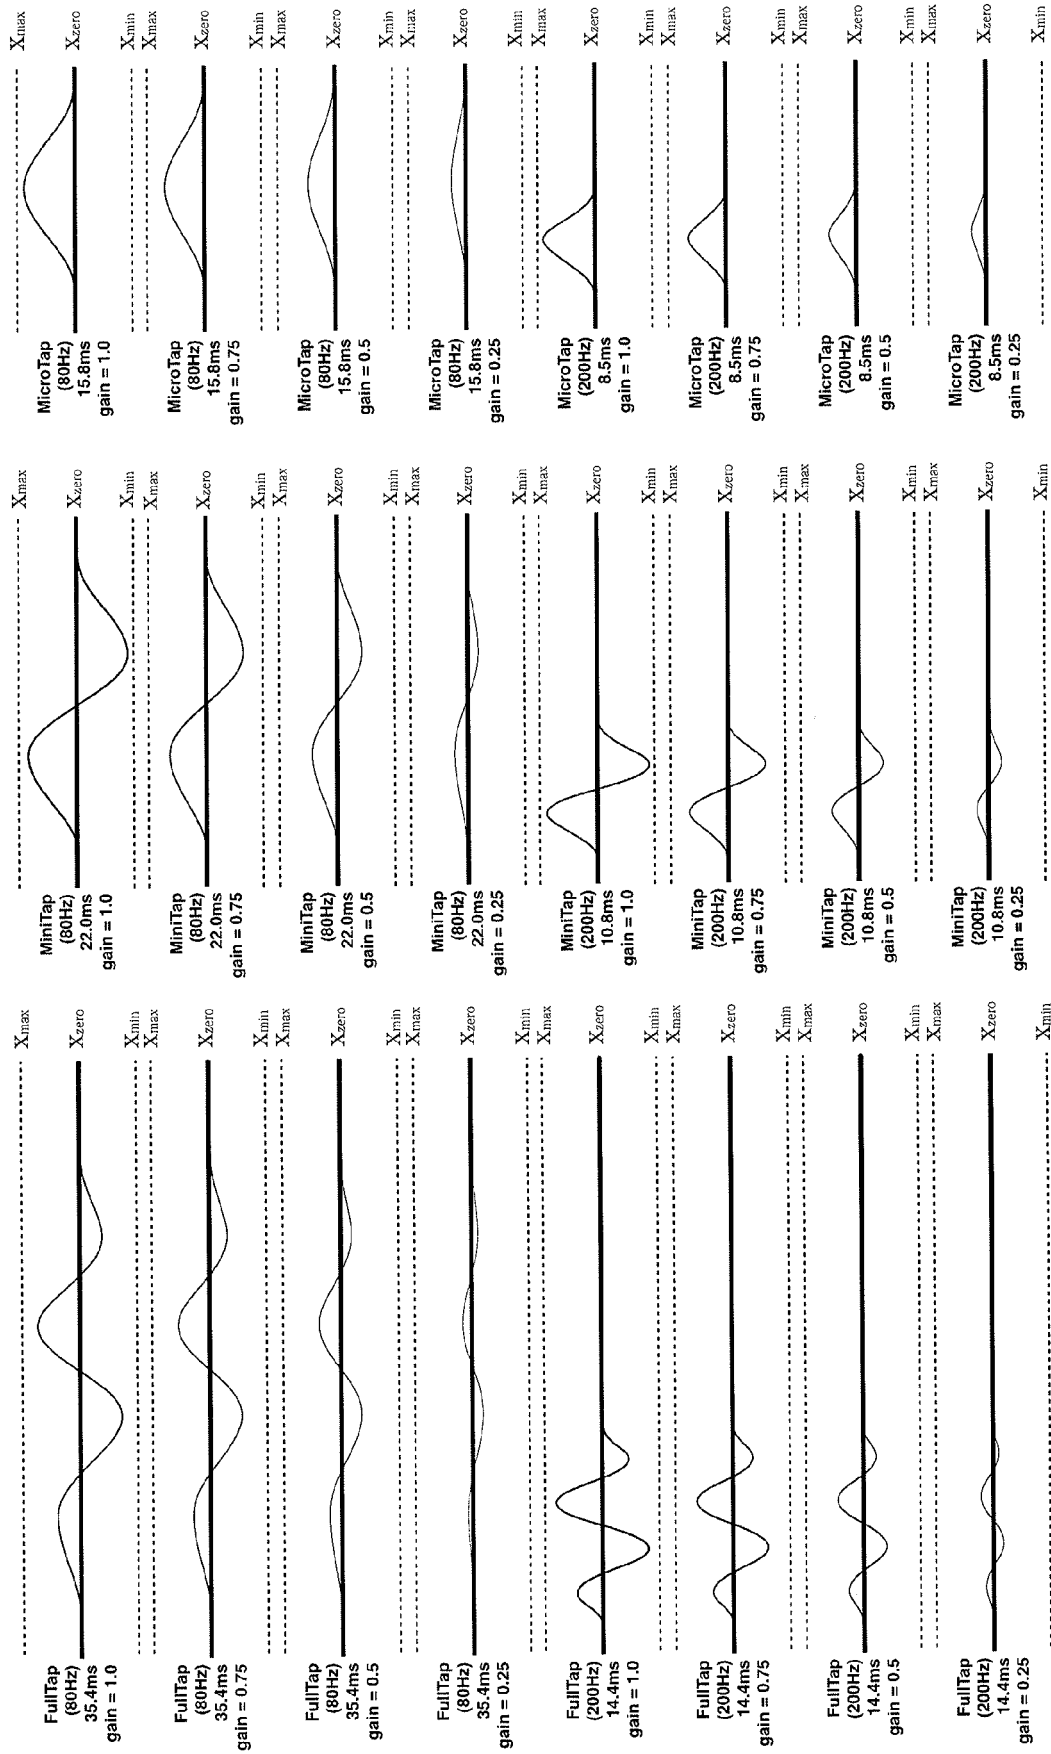 Xmax
FullTap
(80Hz)
35.4ms
gain = 1.0
Xzero
Xmin
Xmax
FullTap
(80Hz)
35.4ms
gain = 0.75
Xzero
Xmin
Xmax
FullTap
(80Hz)
35.4ms
gain = 0.5
Xzero
Xmin
Xmax
FullTap
(80Hz)
35.4ms
gain = 0.25
Xzero
Xmin
Xmax
FullTap
(200Hz)
14.4ms
gain = 1.0
Xzero
Xmin
Xmax
FullTap
(200Hz)
14.4ms
gain = 0.75
Xzero
Xmin
Xmax
FullTap
(200Hz)
14.4ms
gain = 0.5
Xzero
Xmin
Xmax
FullTap
(200Hz)
14.4ms
gain = 0.25
Xzero
Xmin
Xmax
MiniTap
(80Hz)
22.0ms
gain = 1.0
Xzero
Xmin
Xmax
MiniTap
(80Hz)
22.0ms
gain = 0.75
Xzero
Xmin
Xmax
MiniTap
(80Hz)
22.0ms
gain = 0.5
Xzero
Xmin
Xmax
MiniTap
(80Hz)
22.0ms
gain = 0.25
Xzero
Xmin
Xmax
MiniTap
(200Hz)
10.8ms
gain = 1.0
Xzero
Xmin
Xmax
MiniTap
(200Hz)
10.8ms
gain = 0.75
Xzero
Xmin
Xmax
MiniTap
(200Hz)
10.8ms
gain = 0.5
Xzero
Xmin
Xmax
MiniTap
(200Hz)
10.8ms
gain = 0.25
Xzero
Xmin
Xmax
MicroTap
(80Hz)
15.8ms
gain = 1.0
Xzero
Xmin
Xmax
MicroTap
(80Hz)
15.8ms
gain = 0.75
Xzero
Xmin
Xmax
MicroTap
(80Hz)
15.8ms
gain = 0.5
Xzero
Xmin
Xmax
MicroTap
(80Hz)
15.8ms
gain = 0.25
Xzero
Xmin
Xmax
MicroTap
(200Hz)
8.5ms
gain = 1.0
Xzero
Xmin
Xmax
MicroTap
(200Hz)
8.5ms
gain = 0.75
Xzero
Xmin
Xmax
MicroTap
(200Hz)
8.5ms
gain = 0.5
Xzero
Xmin
Xmax
MicroTap
(200Hz)
8.5ms
gain = 0.25
Xzero
Xmin